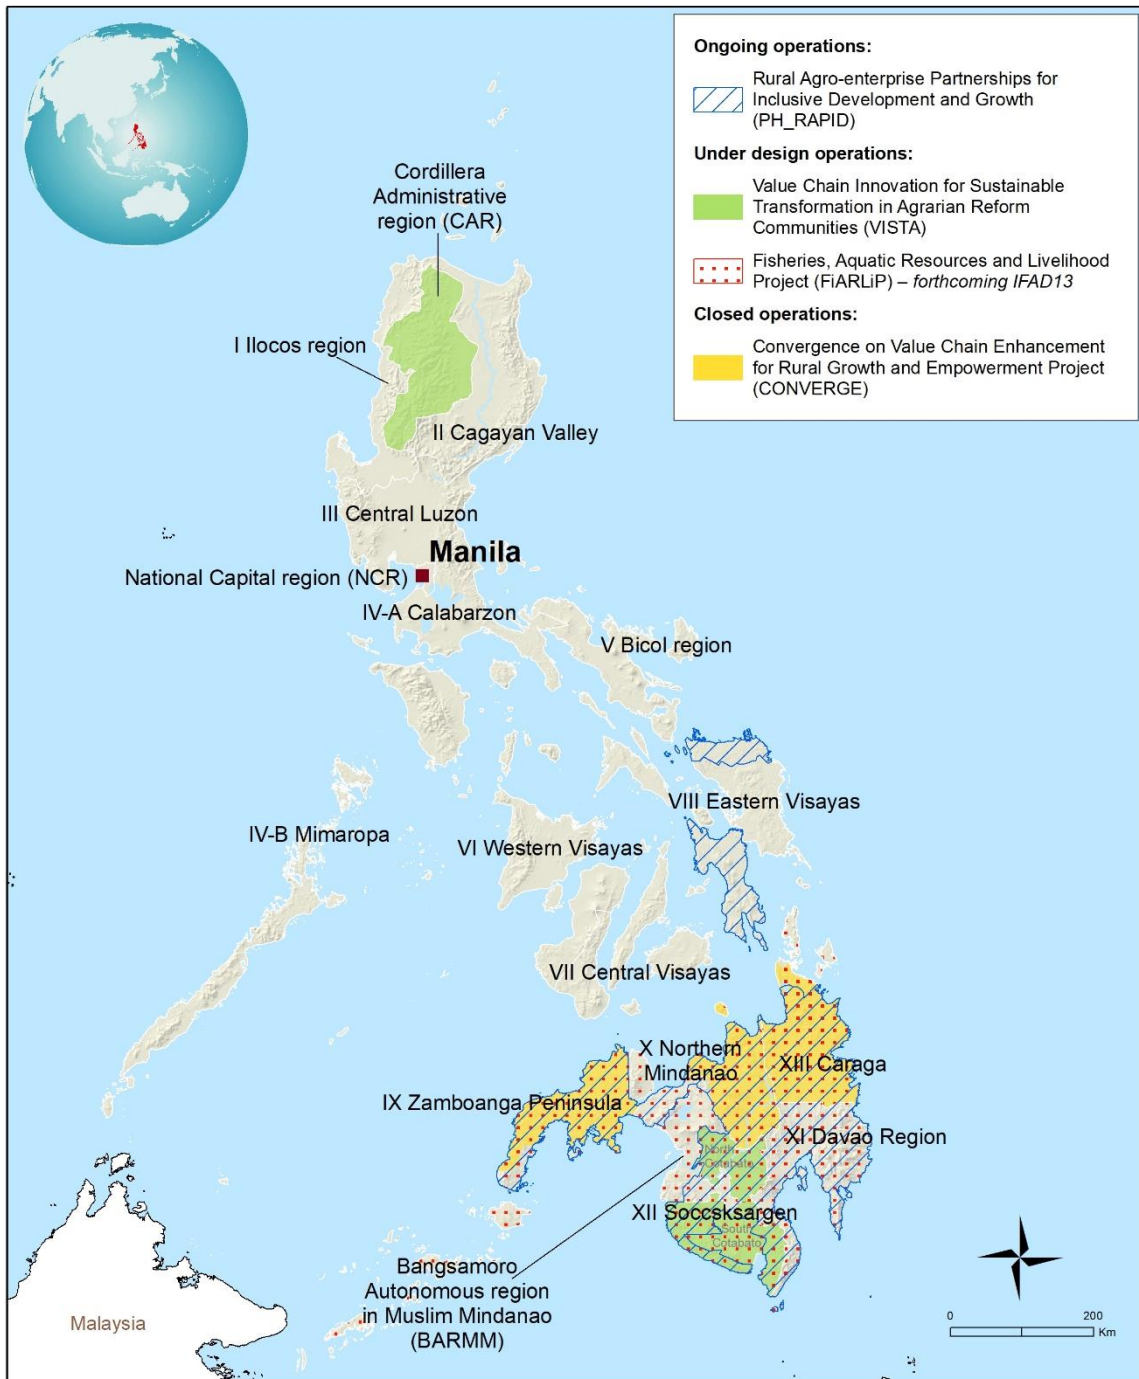 Ongoing operations:
Rural Agro-enterprise Partnerships for
Inclusive Development and Growth
(PH_RAPID)
Under design operations:
Value Chain Innovation for Sustainable
Transformation in Agrarian Reform
Communities (VISTA)
Fisheries, Aquatic Resources and Livelihood
Project (FiARLiP) – forthcoming IFAD13
Closed operations:
Convergence on Value Chain Enhancement
for Rural Growth and Empowerment Project
(CONVERGE)
Cordillera
Administrative
region (CAR)
I Ilocos region
II Cagayan Valley
III Central Luzon
Manila
National Capital region (NCR)
IV-A Calabarzon
V Bicol region
VIII Eastern Visayas
IV-B Mimaropa
VI Western Visayas
VII Central Visayas
X Northern
Mindanao
XIII Caraga
IX Zamboanga Peninsula
XI Davao Region
North
Cotabato
XII Soccsksargen
South
Cotabato
Bangsamoro
Autonomous region
in Muslim Mindanao
(BARMM)
Malaysia
0 200
Km